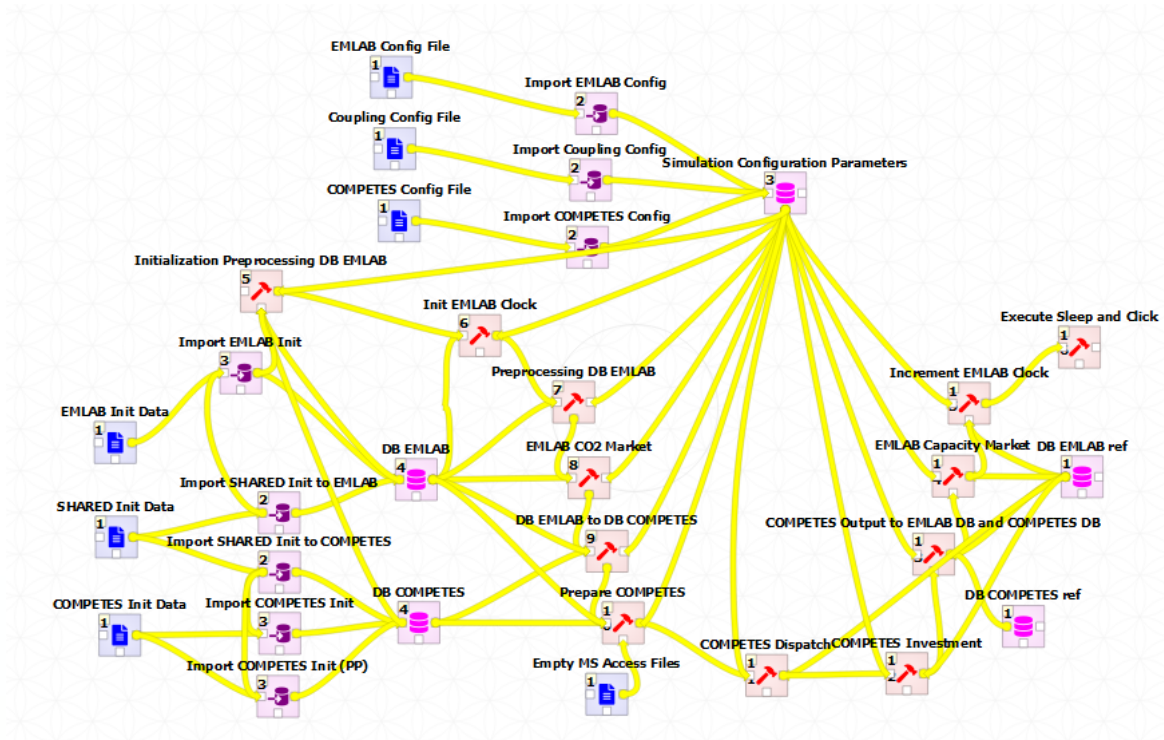 EMLAB Config File
1
Import EMLAB Config
2
Coupling Config File
1
Import Coupling Config
2
Simulation Configuration Parameters
3
COMPETES Config File
1
Import COMPETES Config
2
Initialization Preprocessing DB EMLAB
5
Init EMLAB Clock
6
Execute Sleep and Click
1
Import EMLAB Init
3
Preprocessing DB EMLAB
7
Increment EMLAB Clock
1
EMLAB Init Data
1
DB EMLAB
4
EMLAB CO2 Market
8
EMLAB Capacity Market
1
DB EMLAB ref
1
Import SHARED Init to EMLAB
2
SHARED Init Data
1
DB EMLAB to DB COMPETES
9
COMPETES Output to EMLAB DB and COMPETES DB
1
Import SHARED Init to COMPETES
2
COMPETES Init Data
1
Import COMPETES Init
3
DB COMPETES
4
Prepare COMPETES
1
DB COMPETES ref
1
Import COMPETES Init (PP)
3
Empty MS Access Files
1
COMPETES Dispatch
1
COMPETES Investment
1